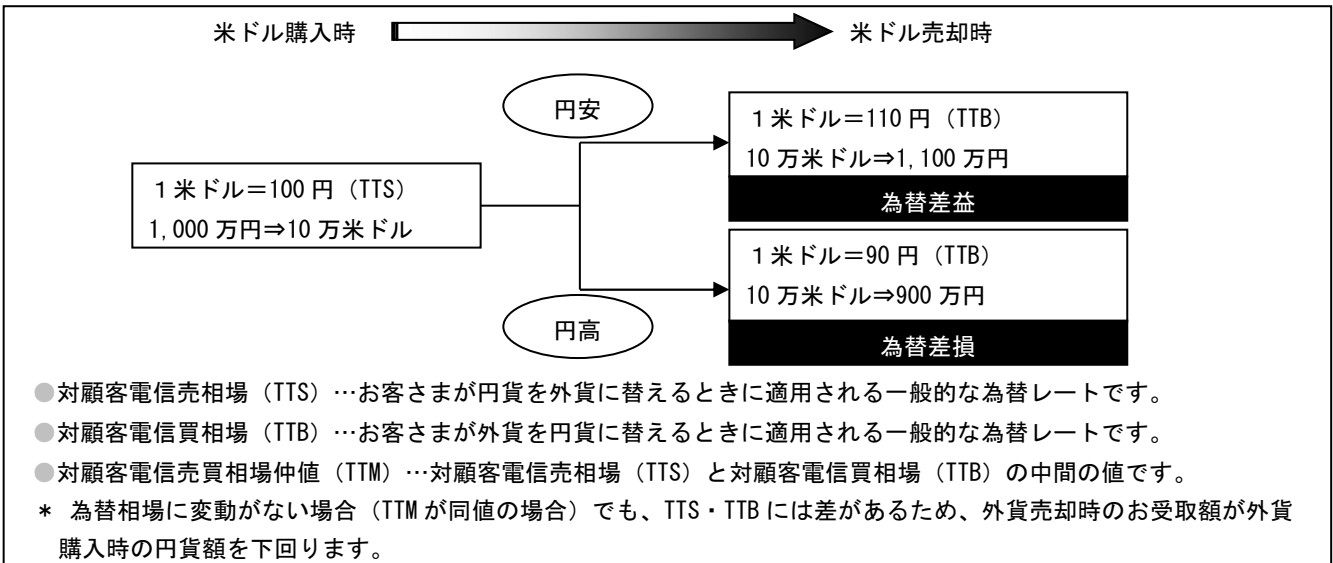 米ドル購入時
米ドル売却時
円安
1米ドル=110円(TTB)
10万米ドル⇒1,100万円
為替差益
1米ドル=100円(TTS)
1,000万円⇒10万米ドル
1米ドル=90円(TTB)
10万米ドル⇒900万円
為替差損
円高
●対顧客電信売相場(TTS)…お客さまが円貨を外貨に替えるときに適用される一般的な為替レートです。
●対顧客電信買相場(TTB)…お客さまが外貨を円貨に替えるときに適用される一般的な為替レートです。
●対顧客電信売買相場仲値(TTM)…対顧客電信売相場(TTS)と対顧客電信買相場(TTB)の中間の値です。
* 為替相場に変動がない場合(TTMが同値の場合)でも、TTS・TTBには差があるため、外貨売却時のお受取額が外貨
購入時の円貨額を下回ります。